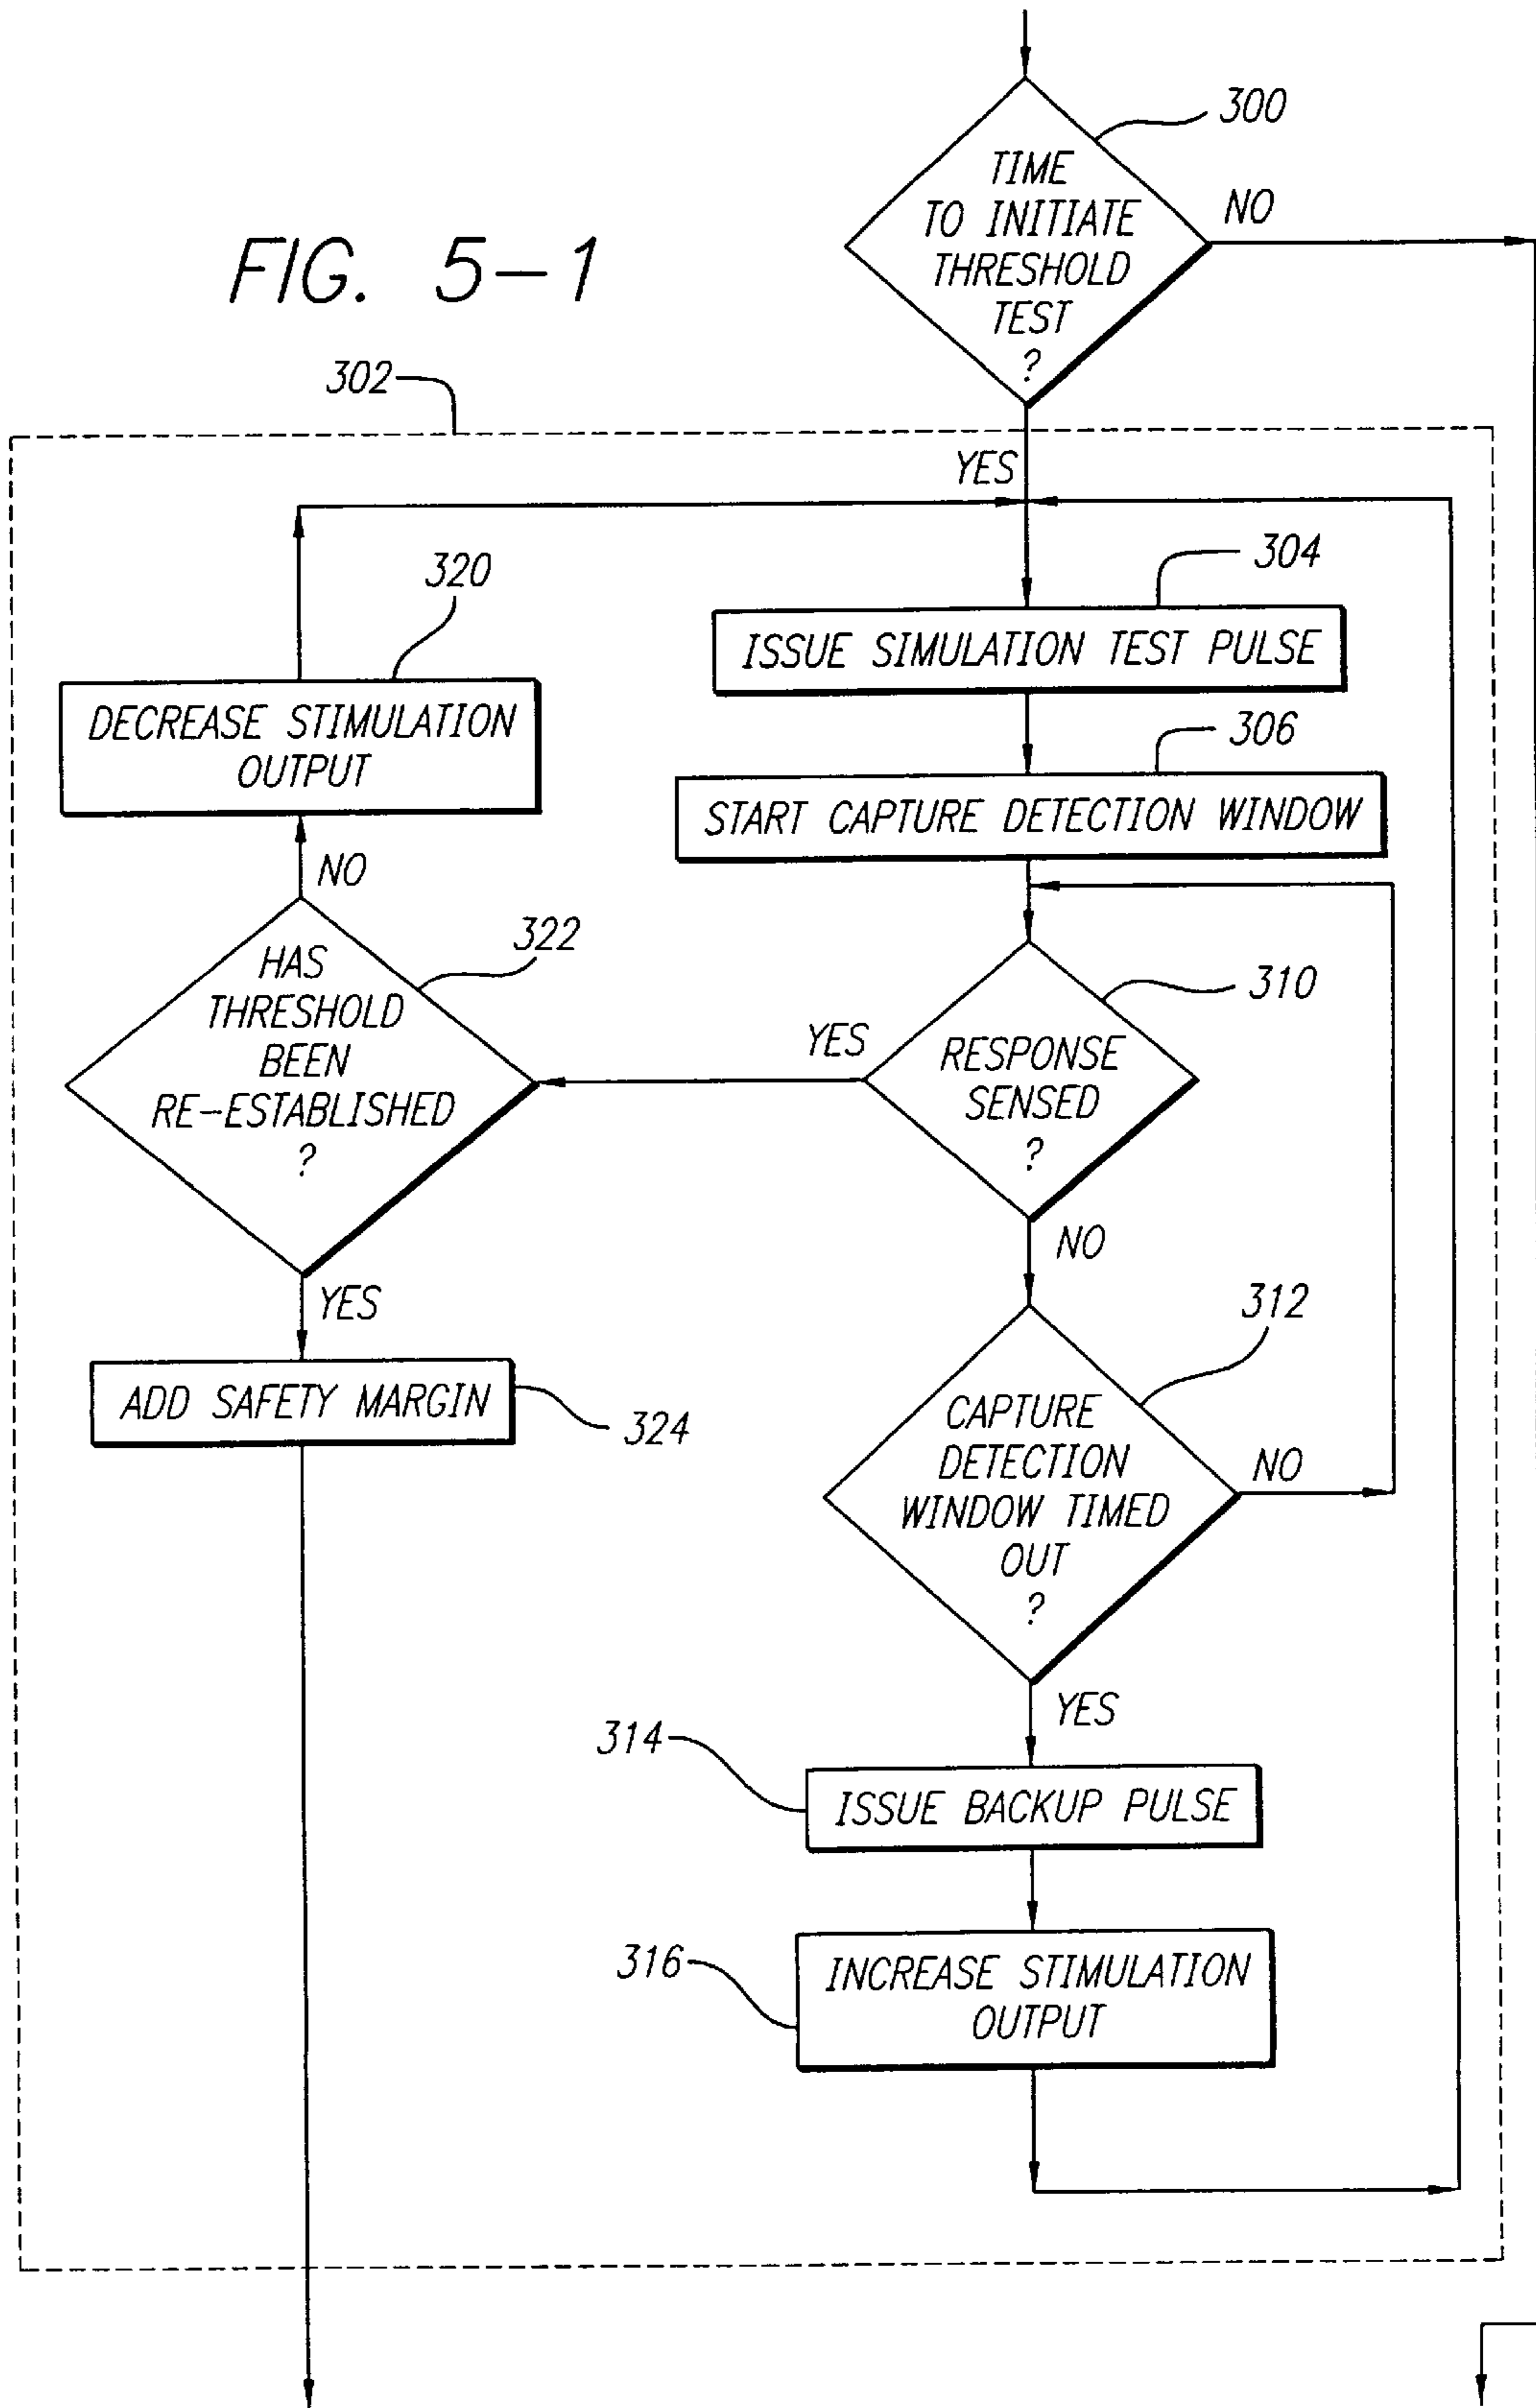 FIG. 5-1
300
TIME
TO INITIATE
THRESHOLD
TEST
?
NO
302
YES
304
ISSUE SIMULATION TEST PULSE
320
DECREASE STIMULATION
OUTPUT
306
START CAPTURE DETECTION WINDOW
NO
322
HAS
THRESHOLD
BEEN
RE-ESTABLISHED
?
YES
310
RESPONSE
SENSED
?
NO
YES
312
CAPTURE
DETECTION
WINDOW TIMED
OUT
?
NO
ADD SAFETY MARGIN
324
YES
314
ISSUE BACKUP PULSE
316
INCREASE STIMULATION
OUTPUT